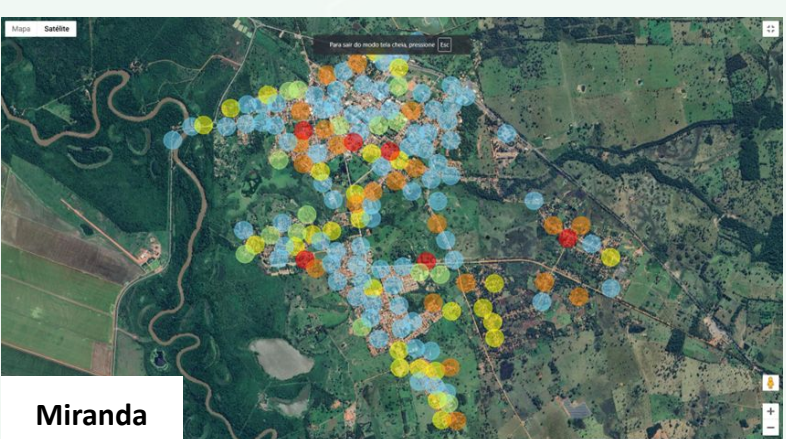 Mapa Satélite
Para sair do modo tela cheia, pressione Esc
Miranda
+
−